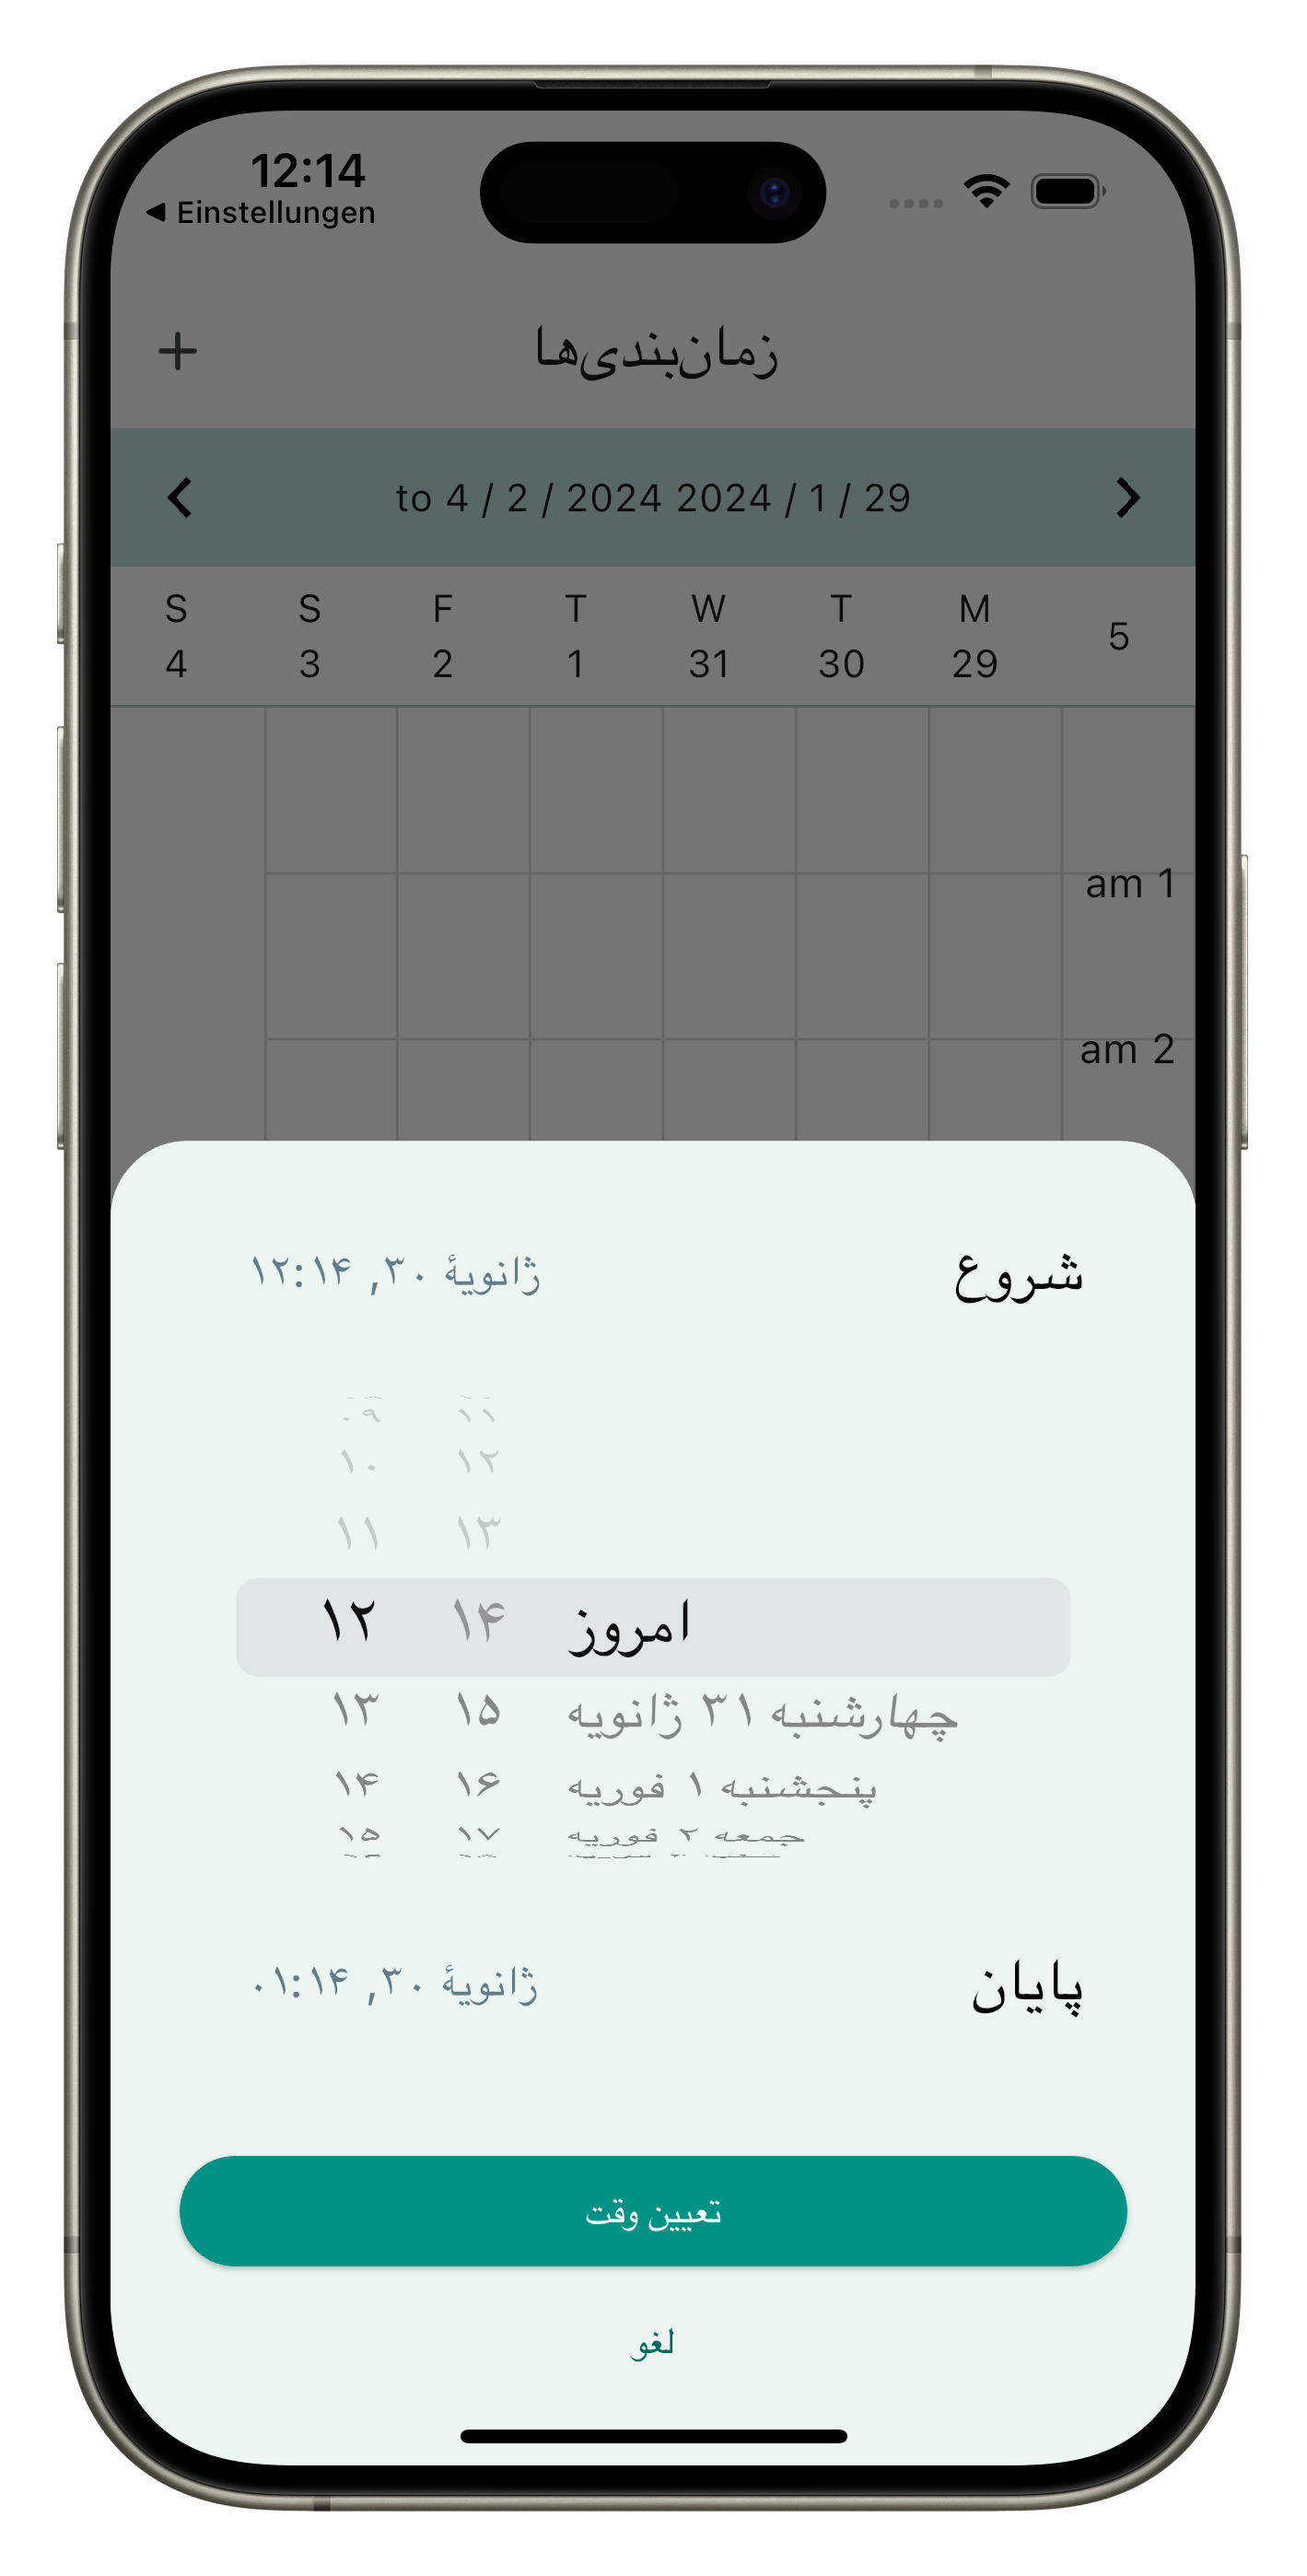 12:14
◀ Einstellungen
زمان‌بندی‌ها
+
to 4 / 2 / 2024 2024 / 1 / 29
S S F T W T M
5
4 3 2 1 31 30 29
am 1
am 2
شروع
ژانویهٔ ۳۰, ۱۲:۱۴
۱۱ ۰۹
۱۲ ۱۰
۱۳ ۱۱
امروز ۱۴ ۱۲
چهارشنبه ۳۱ ژانویه ۱۵ ۱۳
پنجشنبه ۱ فوریه ۱۶ ۱۴
جمعه ۲ فوریه ۱۷ ۱۵
پایان
ژانویهٔ ۳۰, ۰۱:۱۴
تعیین وقت
لغو